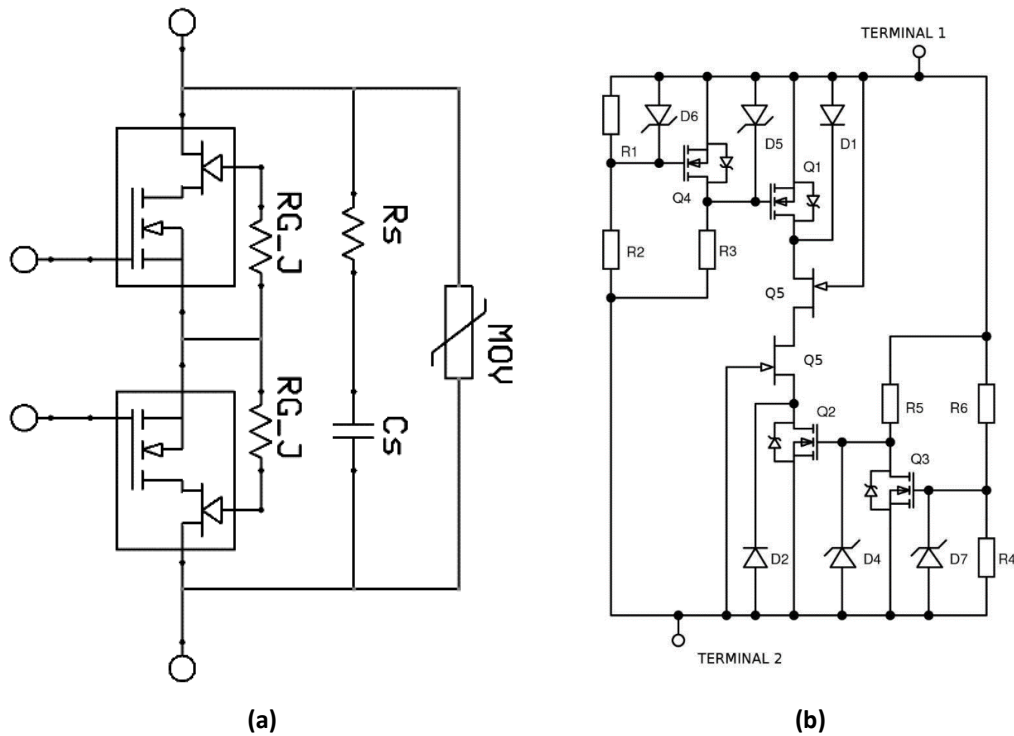 RG_J
RG_J
Rs
Cs
MOV
(a)
TERMINAL 1
D6
D5
D1
R1
Q4
Q1
R2
R3
Q5
Q5
Q2
R5
R6
Q3
D2
D4
D7
R4
TERMINAL 2
(b)